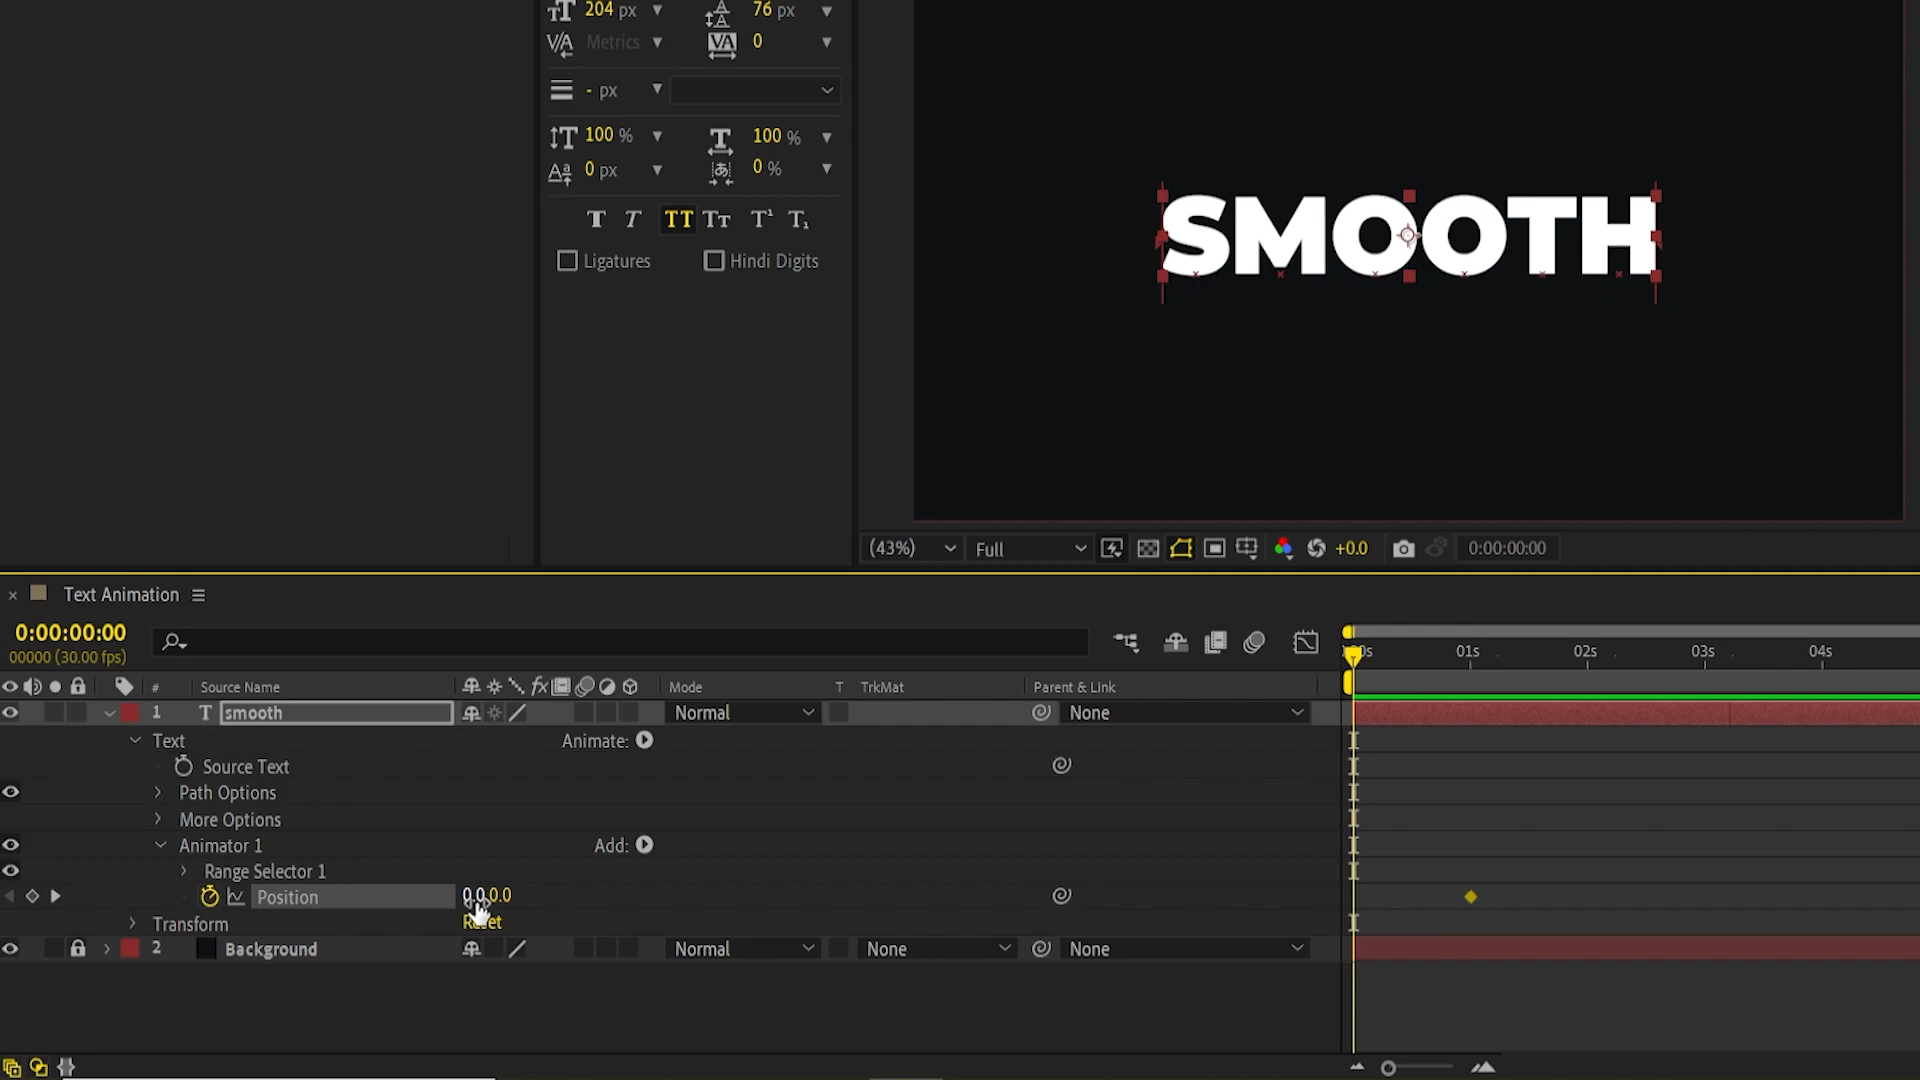 204 px
76 px
Metrics
0
- px
100 %
100 %
0 px
0 %
T T TT Tт T¹ T₁
Ligatures
Hindi Digits
SMOOTH
(43%)
Full
+0.0
0:00:00:00
Text Animation
0:00:00:00
00000 (30.00 fps)
01s
02s
03s
04s
#
Source Name
fx
Mode
T
TrkMat
Parent & Link
1
T
smooth
Normal
None
Text
Animate:
Source Text
Path Options
More Options
Animator 1
Add:
Range Selector 1
Position
0.0,0.0
Transform
Reset
2
Background
Normal
None
None